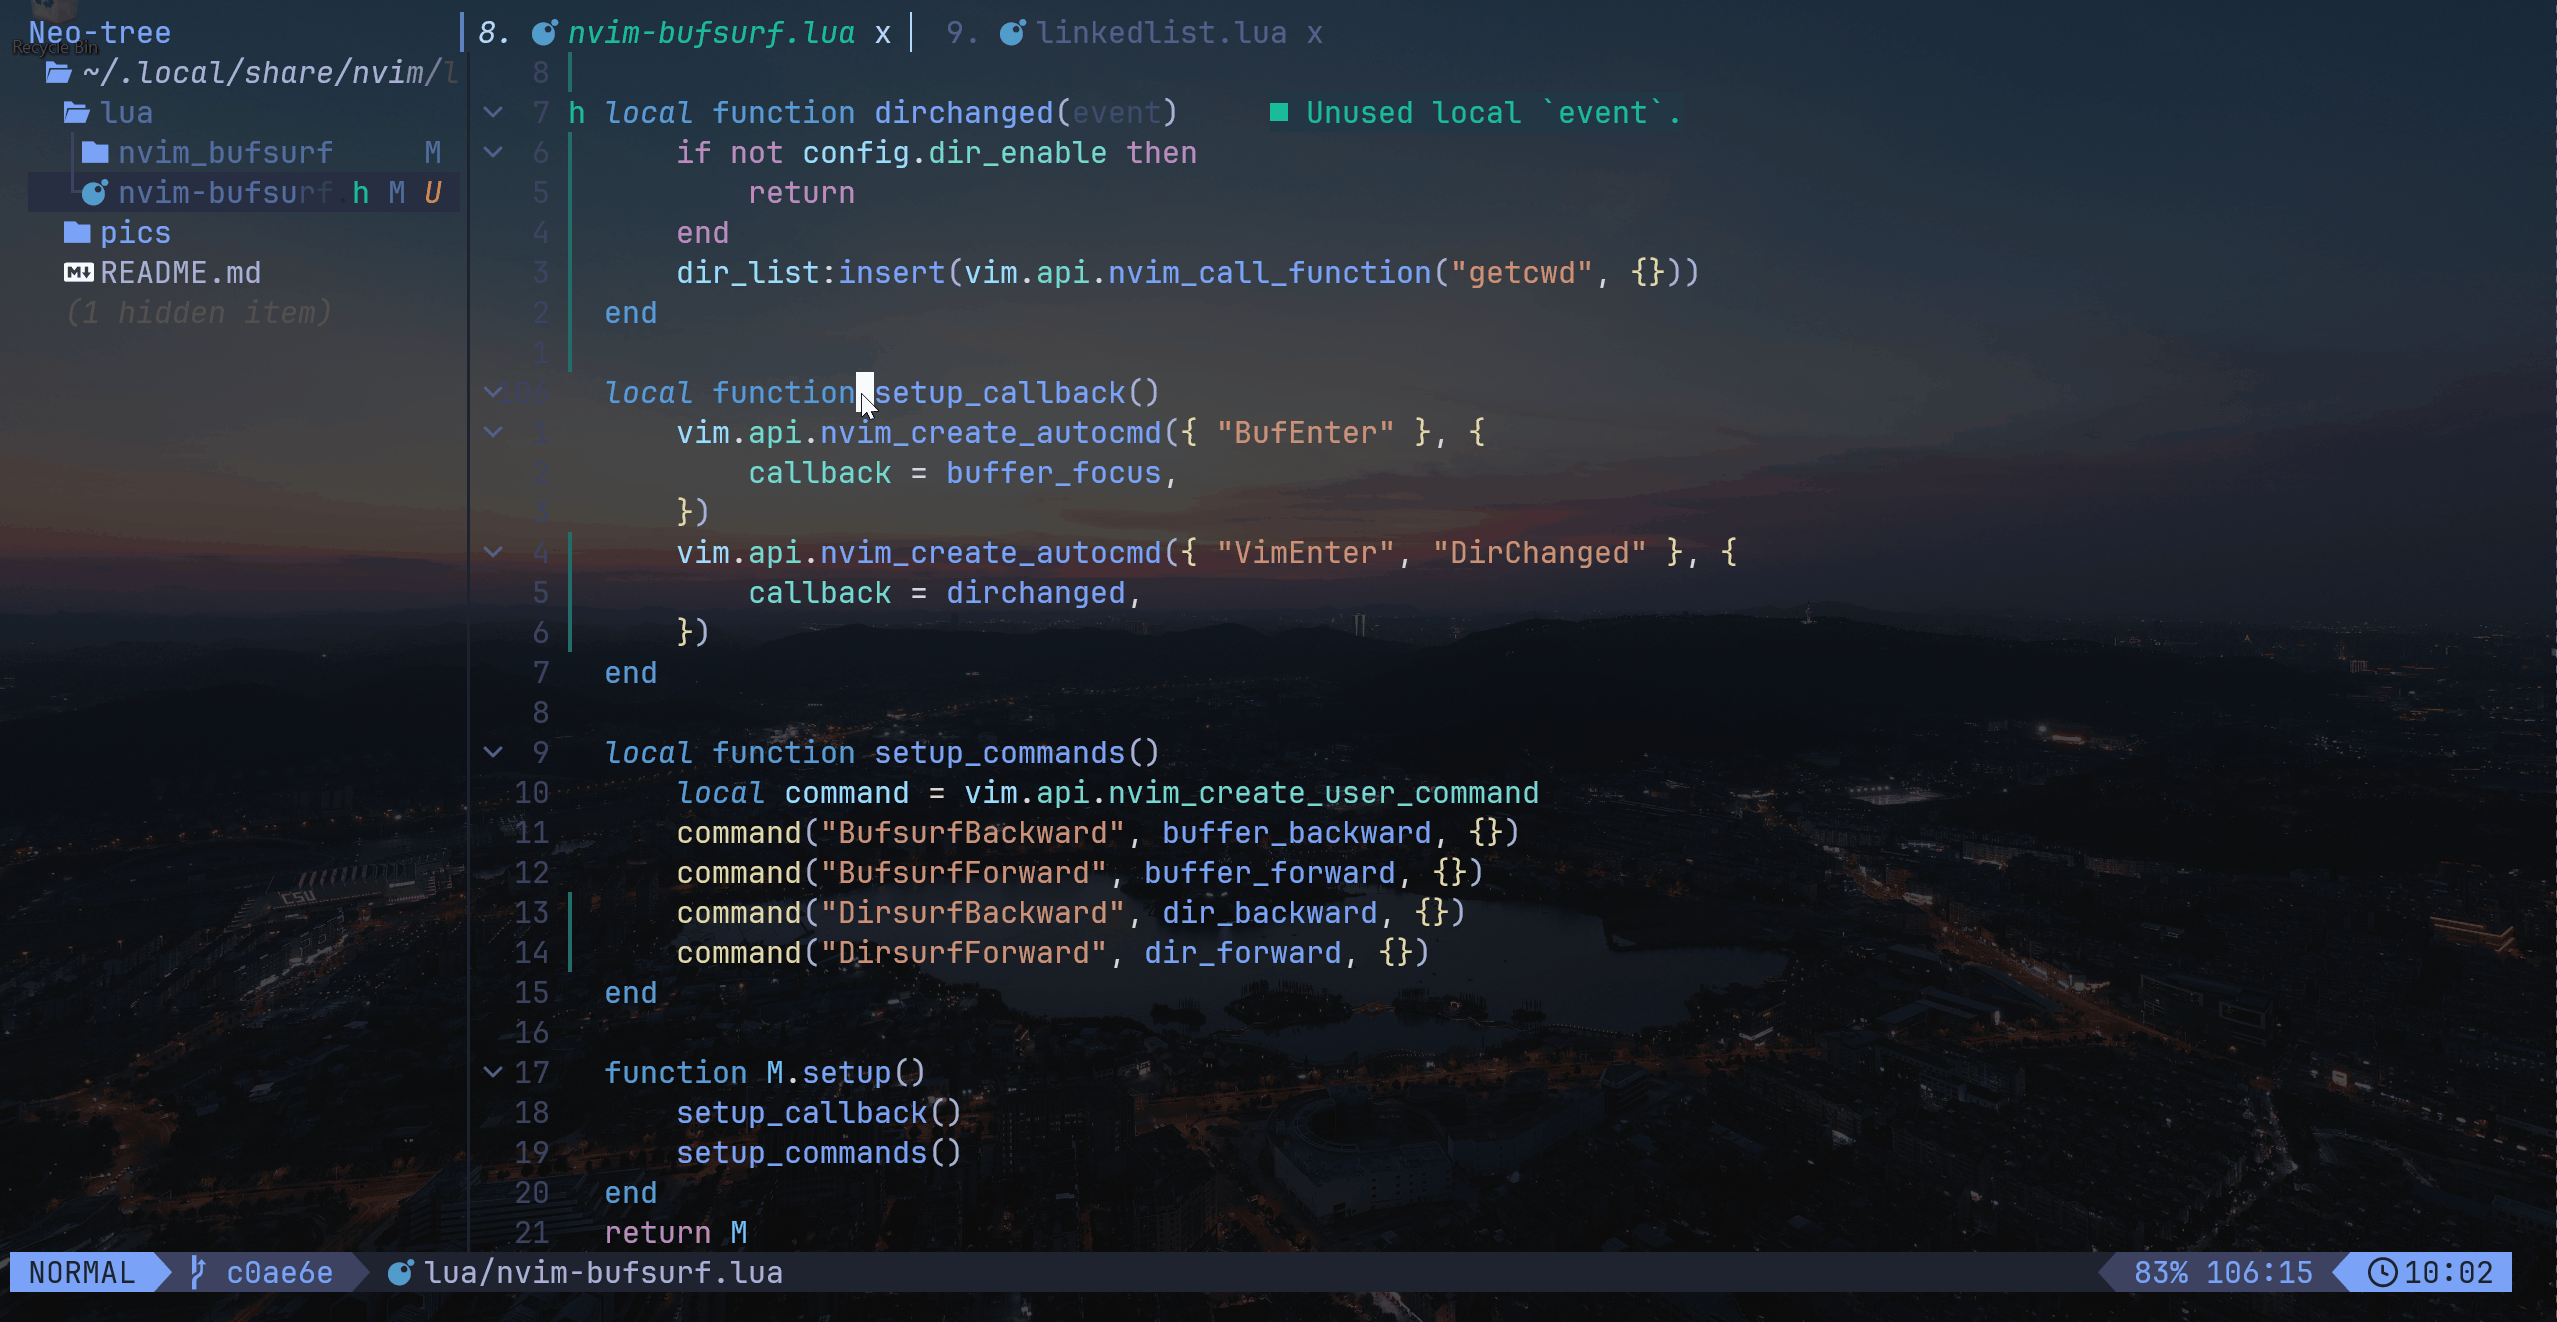 Neo-tree
Recycle Bin
~/.local/share/nvim/l
lua
nvim_bufsurf M
nvim-bufsurf.h M U
pics
README.md
(1 hidden item)
8. nvim-bufsurf.lua x 9. linkedlist.lua x
8
7 h local function dirchanged(event) ■ Unused local `event`.
6 if not config.dir_enable then
5 return
4 end
3 dir_list:insert(vim.api.nvim_call_function("getcwd", {}))
2 end
1
106 local function setup_callback()
1 vim.api.nvim_create_autocmd({ "BufEnter" }, {
2 callback = buffer_focus,
3 })
4 vim.api.nvim_create_autocmd({ "VimEnter", "DirChanged" }, {
5 callback = dirchanged,
6 })
7 end
8
9 local function setup_commands()
10 local command = vim.api.nvim_create_user_command
11 command("BufsurfBackward", buffer_backward, {})
12 command("BufsurfForward", buffer_forward, {})
13 command("DirsurfBackward", dir_backward, {})
14 command("DirsurfForward", dir_forward, {})
15 end
16
17 function M.setup()
18 setup_callback()
19 setup_commands()
20 end
21 return M
NORMAL c0ae6e lua/nvim-bufsurf.lua 83% 106:15 10:02
CSU